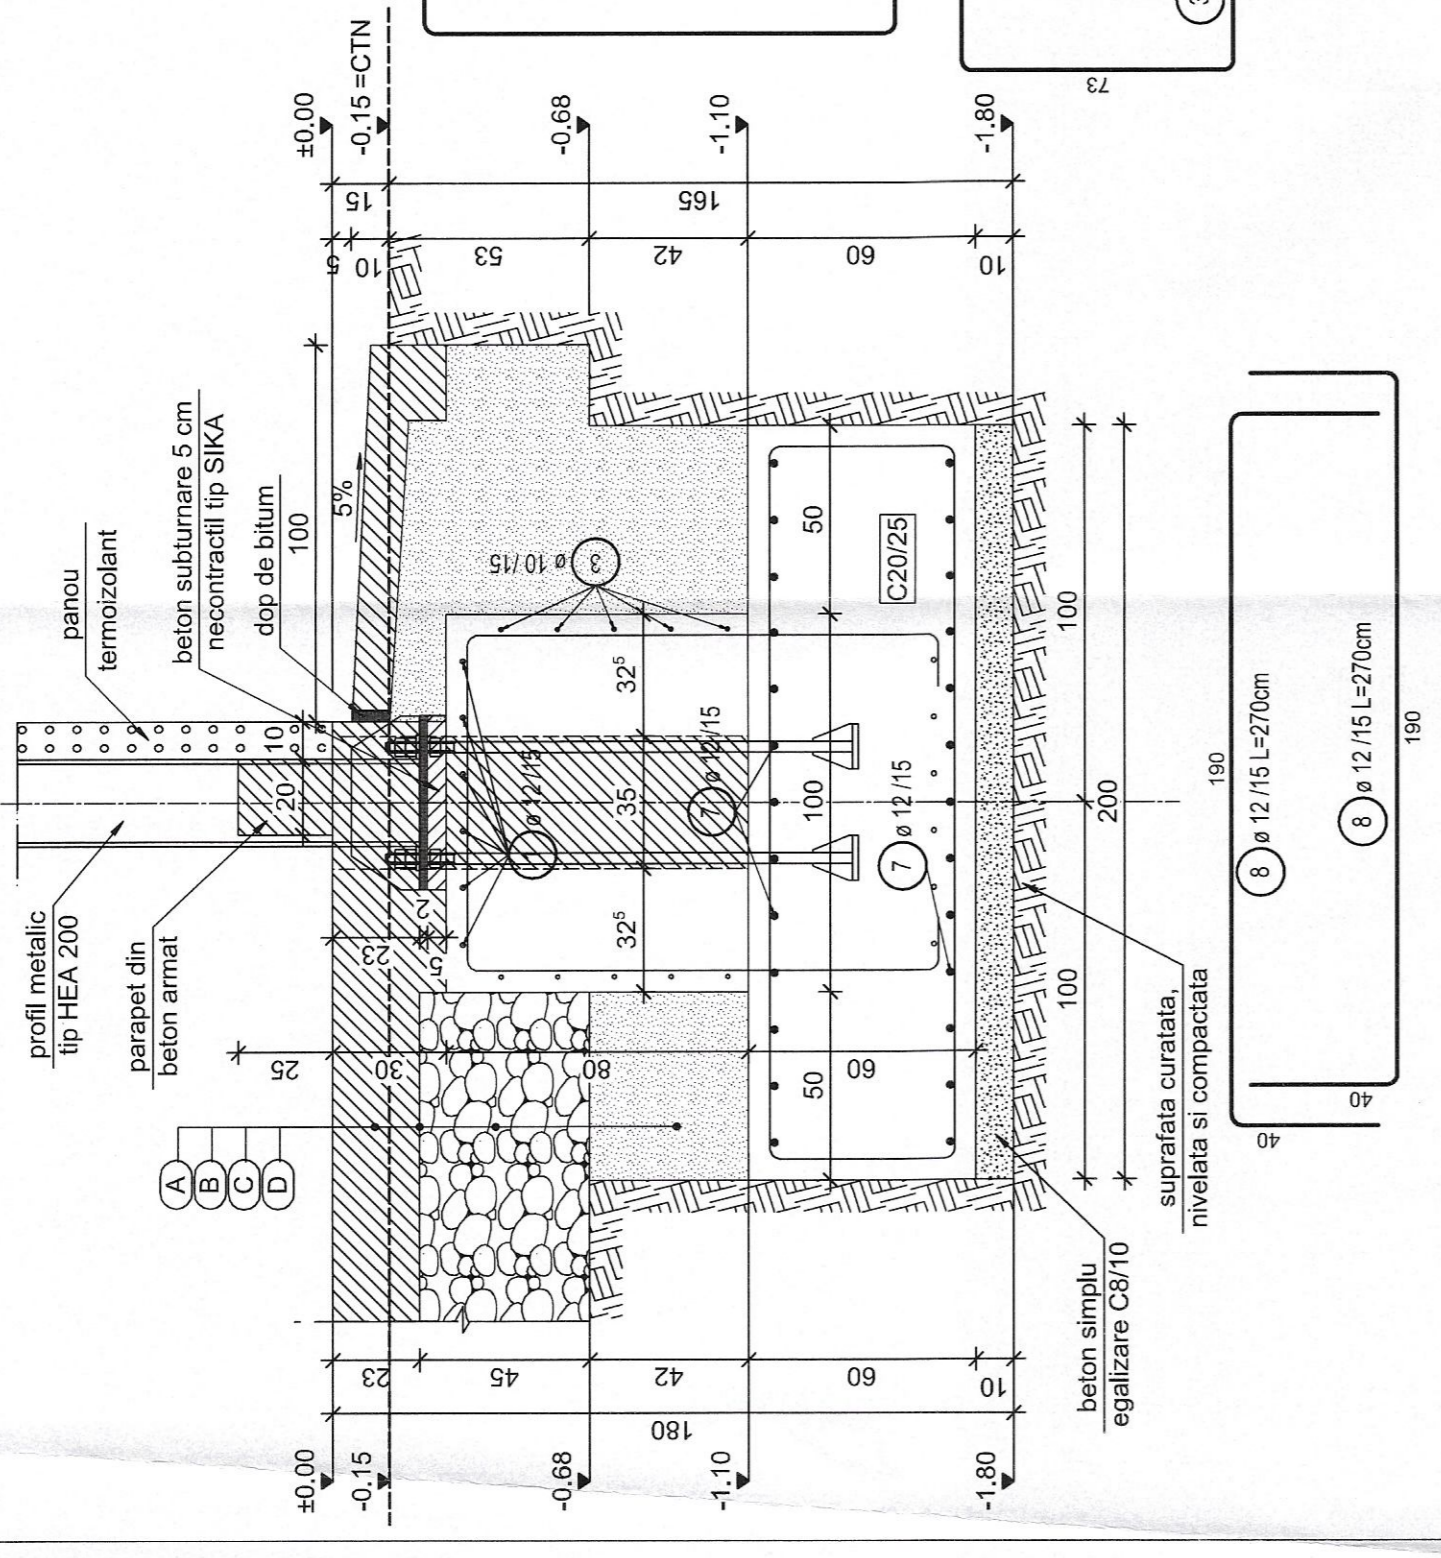 profil metalic
tip HEA 200
parapet din
beton armat
panou
termoizolant
beton subturnare 5 cm
necontractil tip SIKA
dop de bitum
100
5%
10
20
±0.00
-0.15 =CTN
-0.68
-1.10
-1.80
15
165
5
10
53
42
60
10
A
B
C
D
25
30
80
60
23
2
5
3 ø 10 /15
1 ø 12 /15
7 ø 12 /15
7 ø 12 /15
32⁵
35
32⁵
50
100
50
C20/25
100
100
200
±0.00
-0.15
-0.68
-1.10
-1.80
23
45
42
60
10
180
beton simplu
egalizare C8/10
suprafata curatata,
nivelata si compactata
190
8 ø 12 /15 L=270cm
40
8 ø 12 /15 L=270cm
40
190
73
3